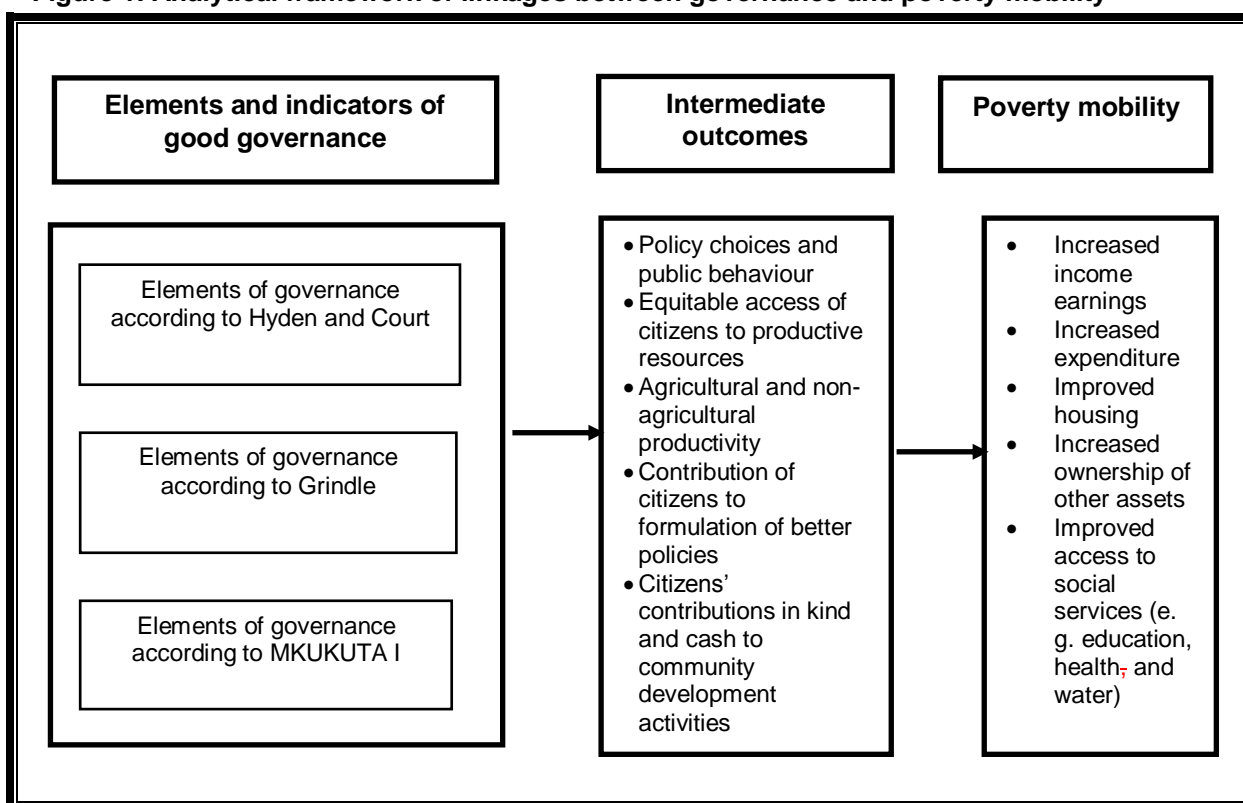 Figure 1: Analytical framework of linkages between governance and poverty mobility
Elements and indicators of
good governance
Intermediate
outcomes
Poverty mobility
Elements of governance
according to Hyden and Court
Elements of governance
according to Grindle
Elements of governance
according to MKUKUTA I
• Policy choices and
public behaviour
• Equitable access of
citizens to productive
resources
• Agricultural and non-
agricultural
productivity
• Contribution of
citizens to
formulation of better
policies
• Citizens’
contributions in kind
and cash to
community
development
activities
• Increased
income
earnings
• Increased
expenditure
• Improved
housing
• Increased
ownership of
other assets
• Improved
access to
social
services (e.
g. education,
health, and
water)